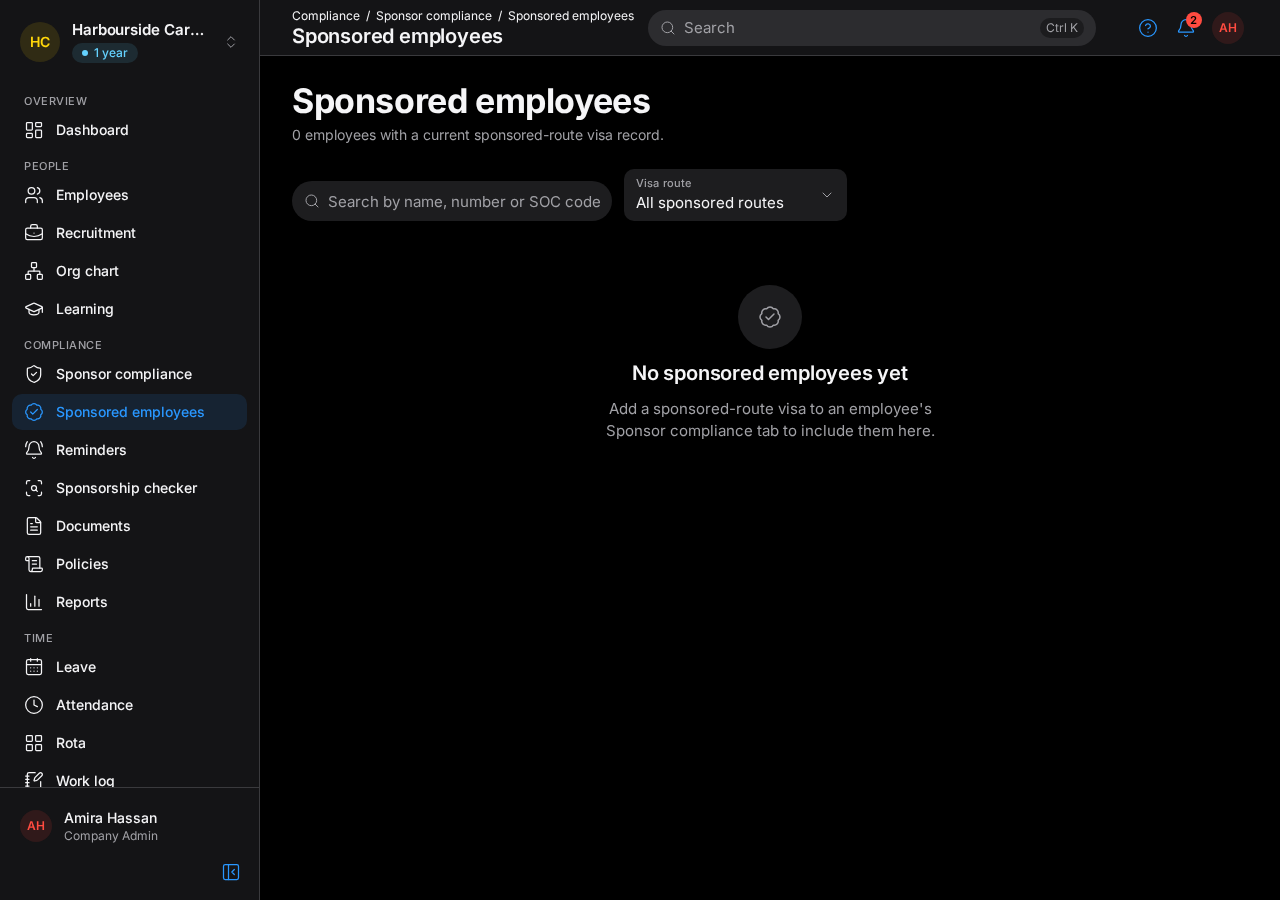 HC
Harbourside Car...
1 year
OVERVIEW
Dashboard
PEOPLE
Employees
Recruitment
Org chart
Learning
COMPLIANCE
Sponsor compliance
Sponsored employees
Reminders
Sponsorship checker
Documents
Policies
Reports
TIME
Leave
Attendance
Rota
Work log
AH
Amira Hassan
Company Admin
Compliance / Sponsor compliance / Sponsored employees
Sponsored employees
Search
Ctrl K
2
AH
Sponsored employees
0 employees with a current sponsored-route visa record.
Search by name, number or SOC code
Visa route
All sponsored routes
No sponsored employees yet
Add a sponsored-route visa to an employee's
Sponsor compliance tab to include them here.